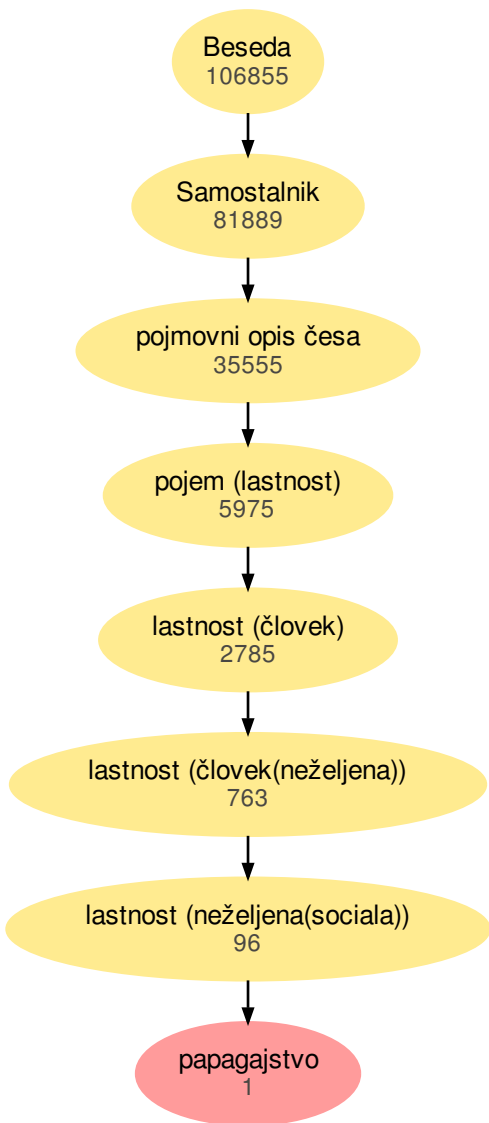 Beseda
106855
Samostalnik
81889
pojmovni opis česa
35555
pojem (lastnost)
5975
lastnost (človek)
2785
lastnost (človek(neželjena))
763
lastnost (neželjena(sociala))
96
papagajstvo
1